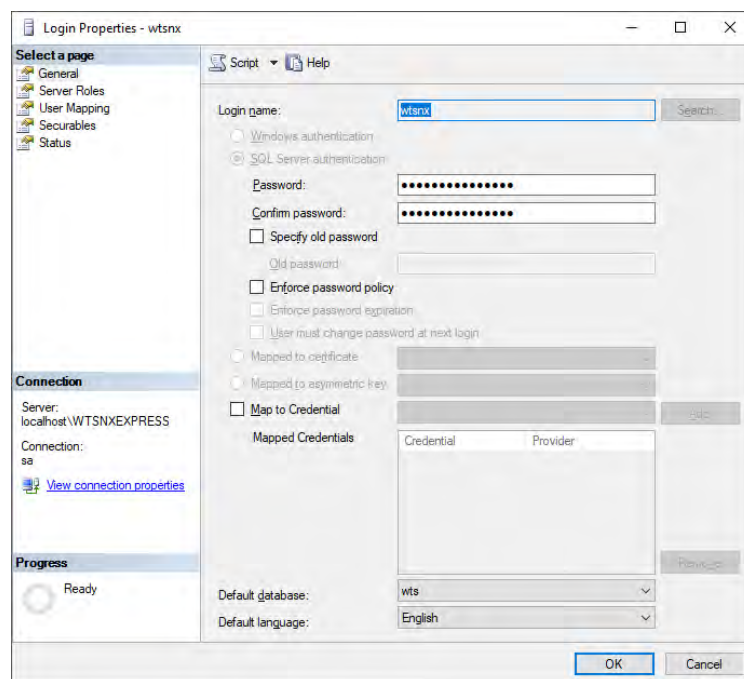 Login Properties - wtsnx
Select a page
General
Server Roles
User Mapping
Securables
Status
Script
Help
Login name:
wtsnx
Search...
Windows authentication
SQL Server authentication
Password:
●●●●●●●●●●●●●●●
Confirm password:
●●●●●●●●●●●●●●●
Specify old password
Old password:
Enforce password policy
Enforce password expiration
User must change password at next login
Mapped to certificate
Mapped to asymmetric key
Map to Credential
Add
Mapped Credentials
Credential Provider
Remove
Default database:
wts
Default language:
English
Connection
Server:
localhost\WTSNXEXPRESS
Connection:
sa
View connection properties
Progress
Ready
OK
Cancel